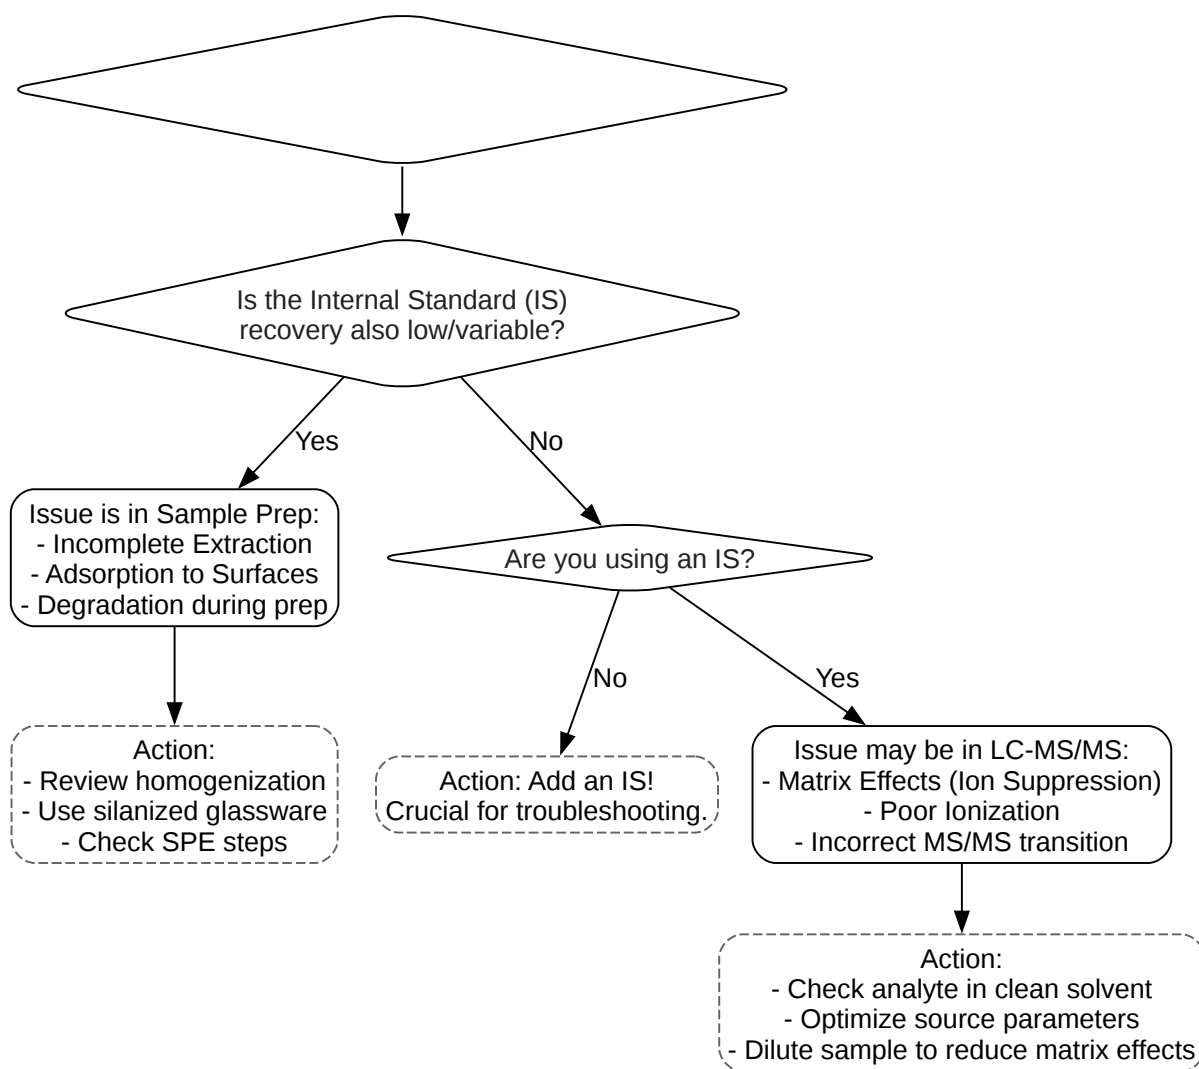 Is the Internal Standard (IS)
recovery also low/variable?
Yes
No
Issue is in Sample Prep:
- Incomplete Extraction
- Adsorption to Surfaces
- Degradation during prep
Are you using an IS?
No
Yes
Action:
- Review homogenization
- Use silanized glassware
- Check SPE steps
Action: Add an IS!
Crucial for troubleshooting.
Issue may be in LC-MS/MS:
- Matrix Effects (Ion Suppression)
- Poor Ionization
- Incorrect MS/MS transition
Action:
- Check analyte in clean solvent
- Optimize source parameters
- Dilute sample to reduce matrix effects